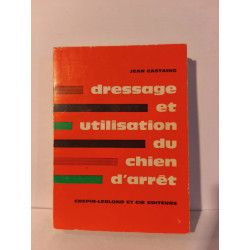 JEAN CASTAING
dressage
et
utilisation
du
chien
d'arrêt
CREPIN-LEBLOND ET CIE EDITEURS